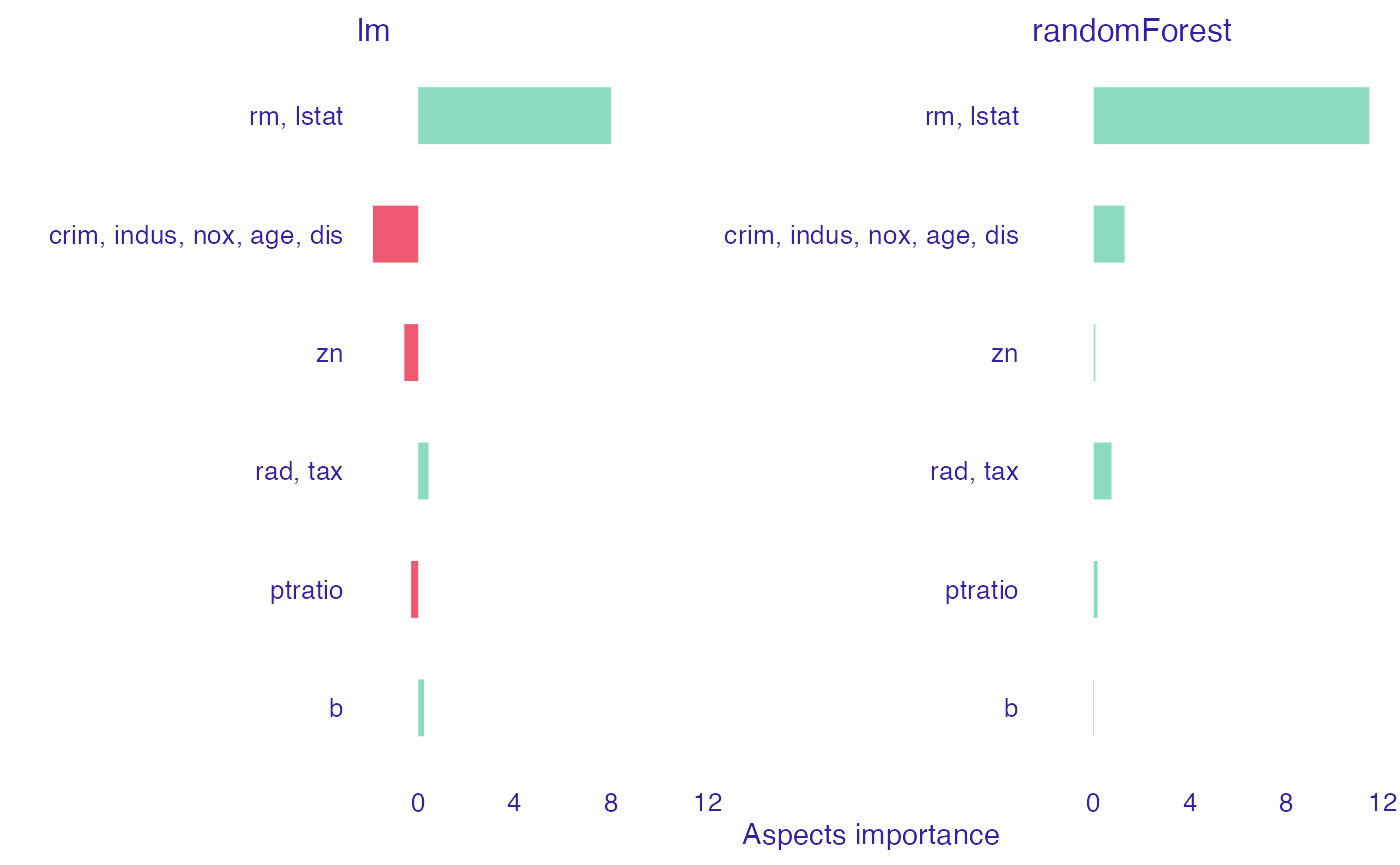 lm
rm, lstat
crim, indus, nox, age, dis
zn
rad, tax
ptratio
b
0 4 8 12
randomForest
rm, lstat
crim, indus, nox, age, dis
zn
rad, tax
ptratio
b
0 4 8 12
Aspects importance